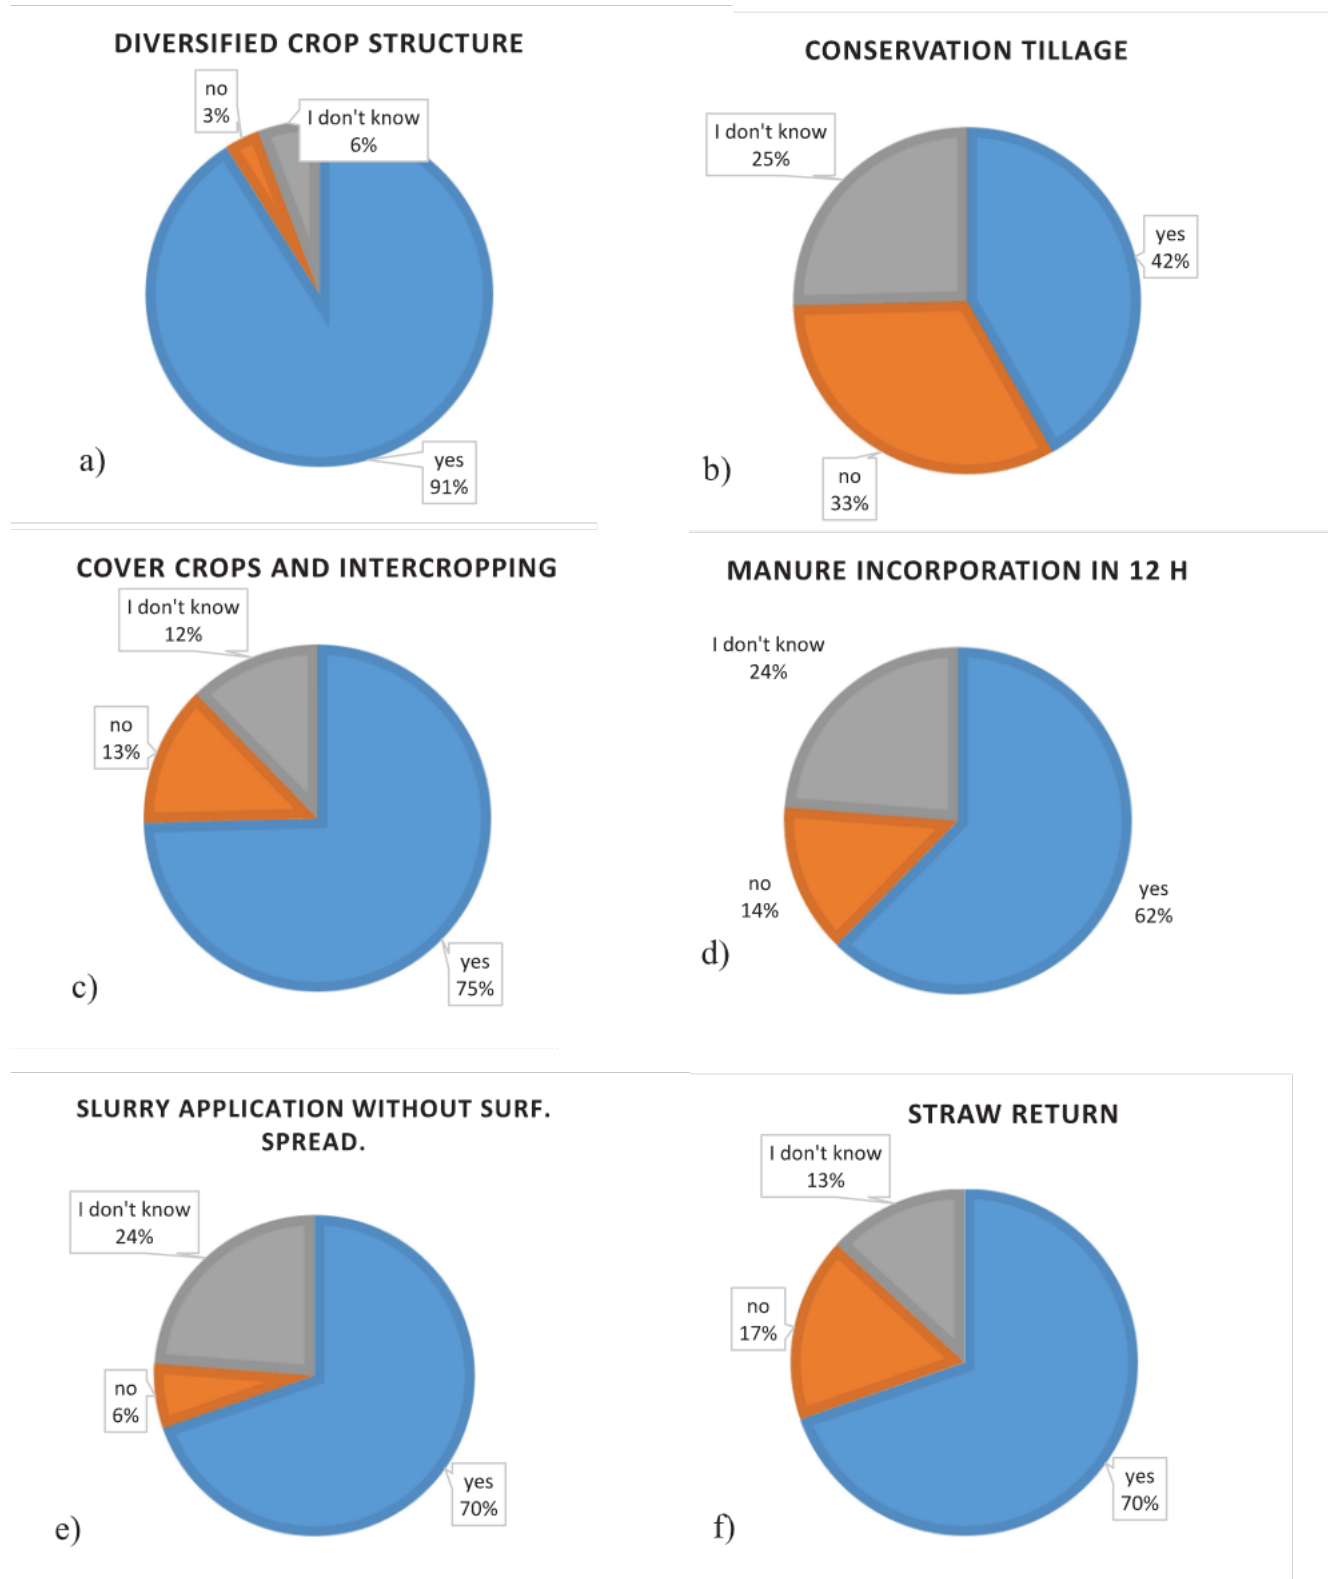 DIVERSIFIED CROP STRUCTURE
no
3%
I don't know
6%
yes
91%
a)
CONSERVATION TILLAGE
I don't know
25%
yes
42%
no
33%
b)
COVER CROPS AND INTERCROPPING
I don't know
12%
no
13%
yes
75%
c)
MANURE INCORPORATION IN 12 H
I don't know
24%
no
14%
yes
62%
d)
SLURRY APPLICATION WITHOUT SURF.
SPREAD.
I don't know
24%
no
6%
yes
70%
e)
STRAW RETURN
I don't know
13%
no
17%
yes
70%
f)